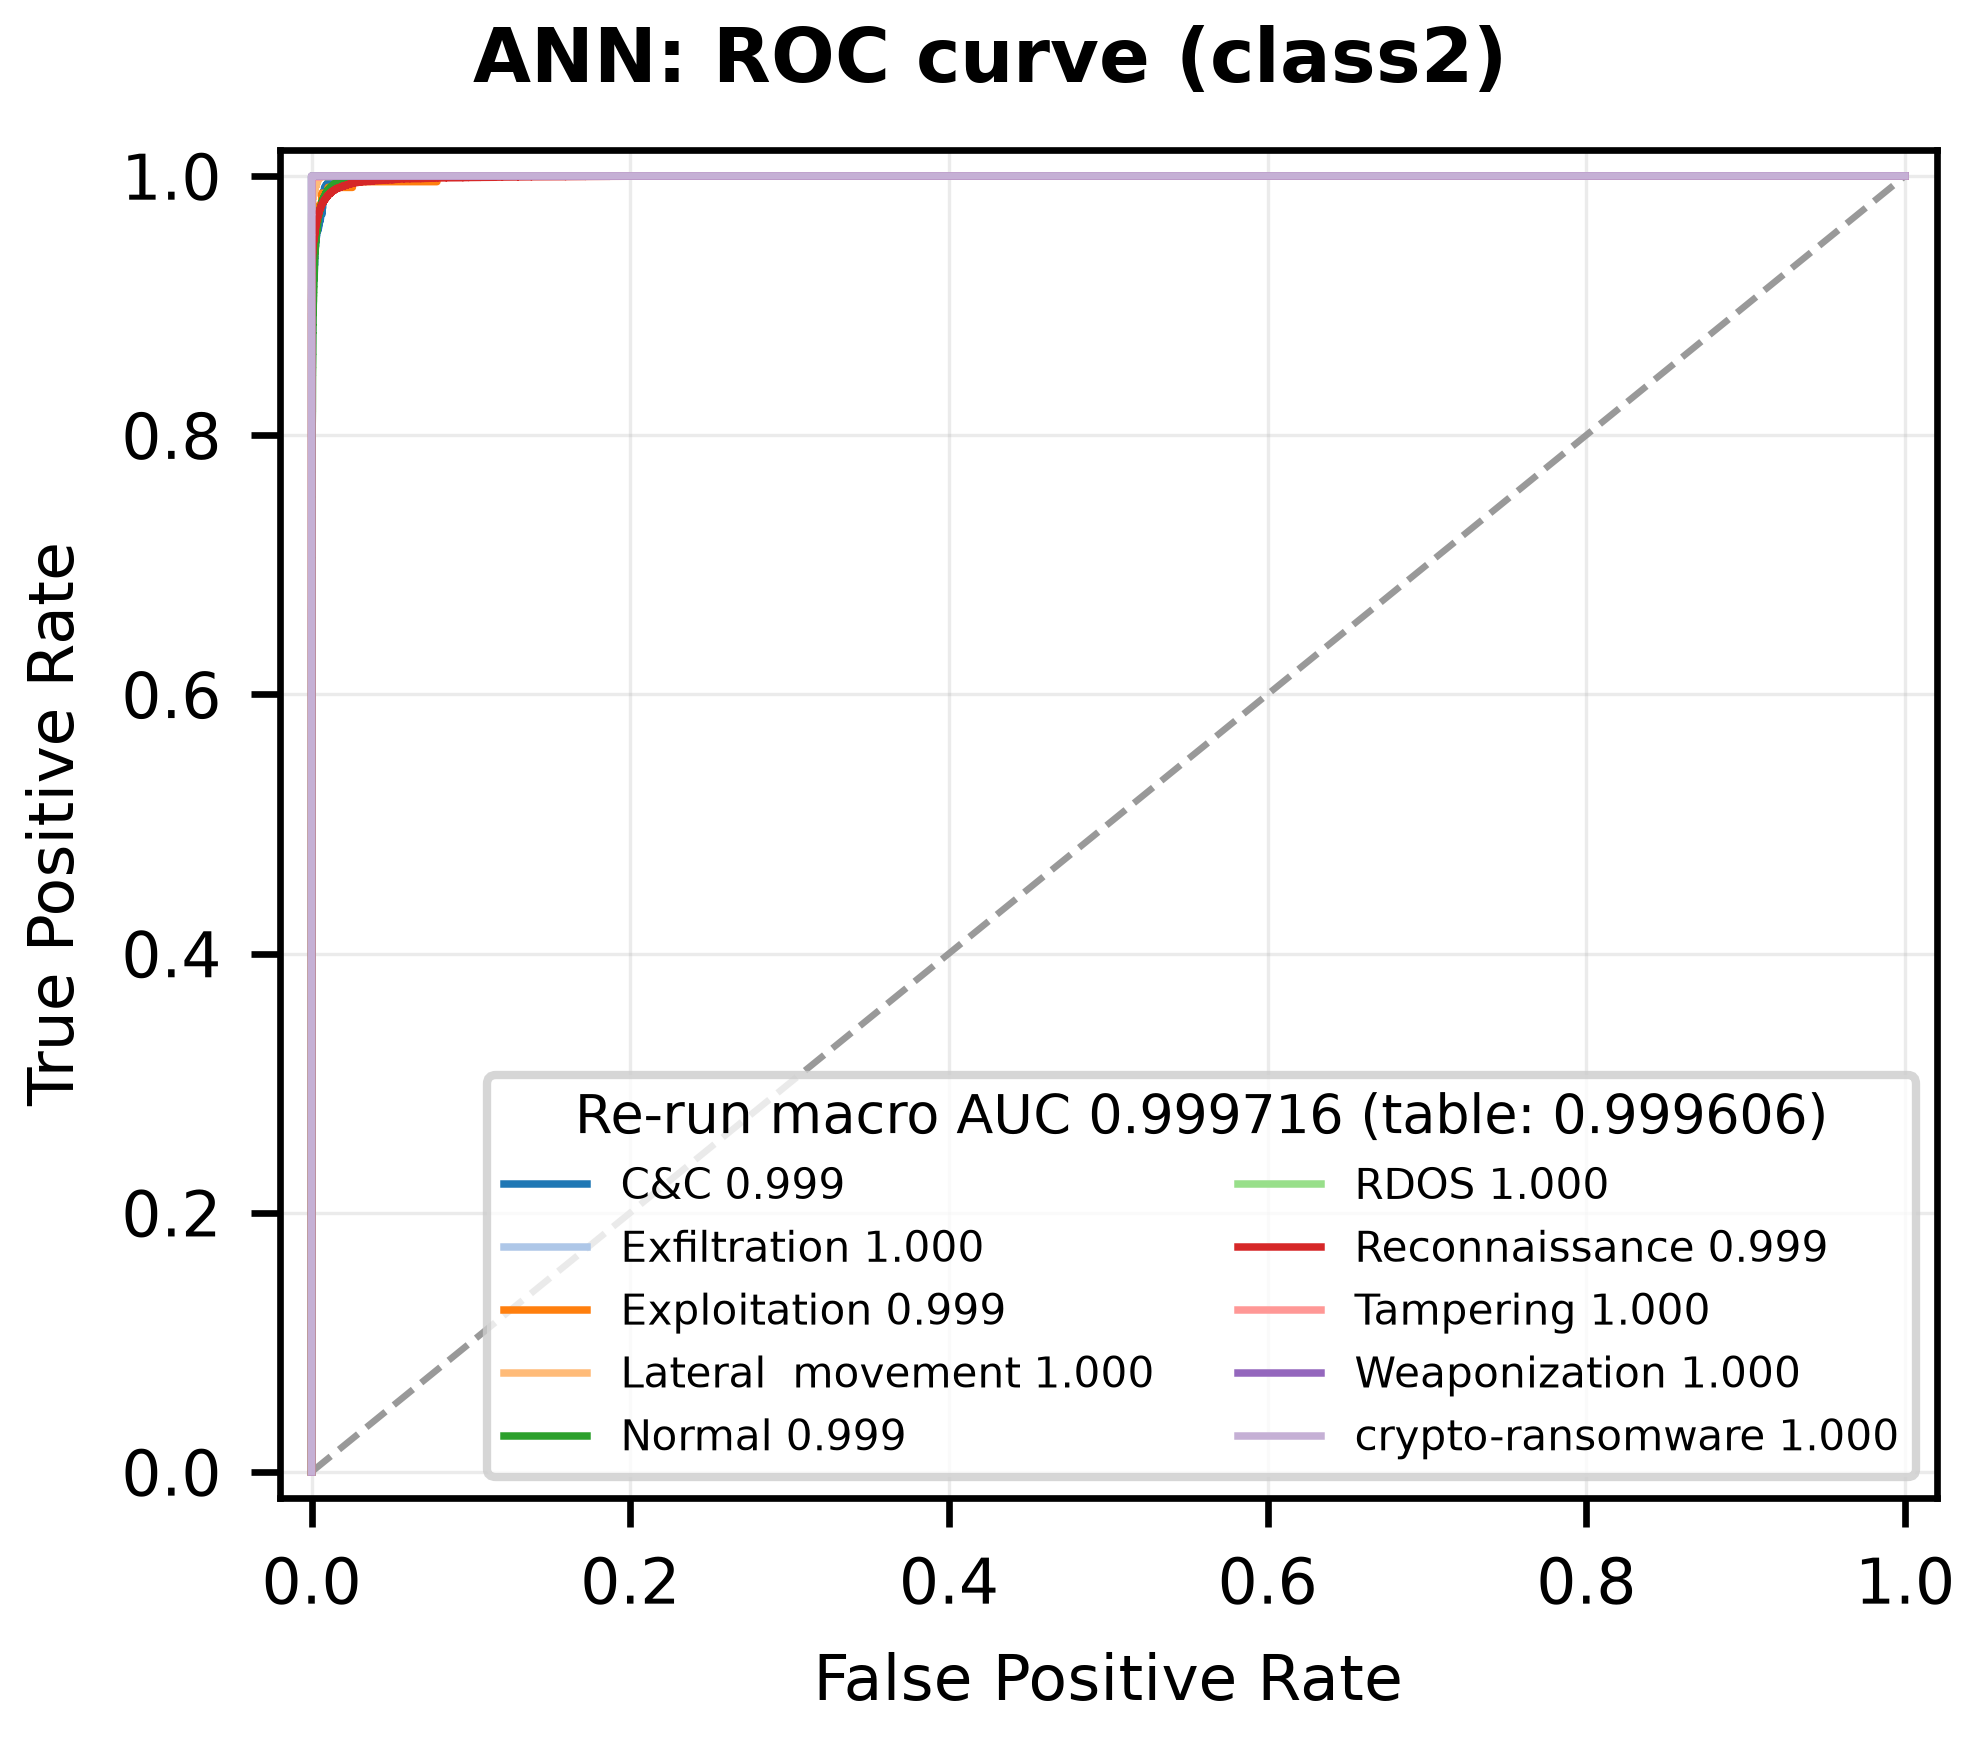 ANN: ROC curve (class2)
1.0
0.8
0.6
0.4
0.2
0.0
True Positive Rate
Re-run macro AUC 0.999716 (table: 0.999606)
C&C 0.999
Exfiltration 1.000
Exploitation 0.999
Lateral  movement 1.000
Normal 0.999
RDOS 1.000
Reconnaissance 0.999
Tampering 1.000
Weaponization 1.000
crypto-ransomware 1.000
0.0 0.2 0.4 0.6 0.8 1.0
False Positive Rate